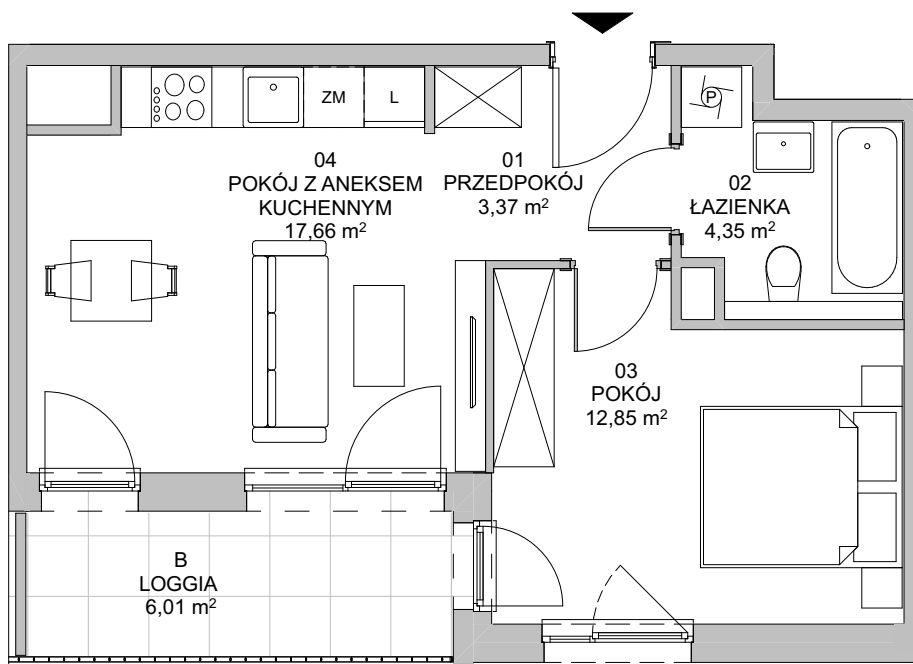 ZM
L
P
04
POKÓJ Z ANEKSEM
KUCHENNYM
17,66 m²
01
PRZEDPOKÓJ
3,37 m²
02
ŁAZIENKA
4,35 m²
03
POKÓJ
12,85 m²
B
LOGGIA
6,01 m²